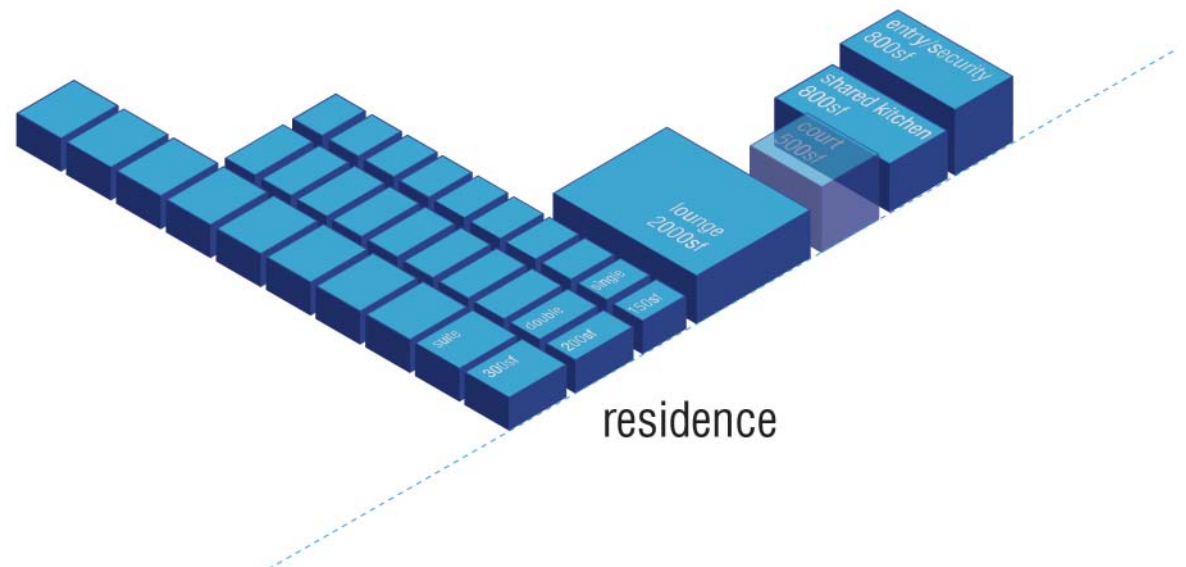 entry/security
800sf
shared kitchen
800sf
court
500sf
lounge
2000sf
single
150sf
double
200sf
suite
300sf
residence